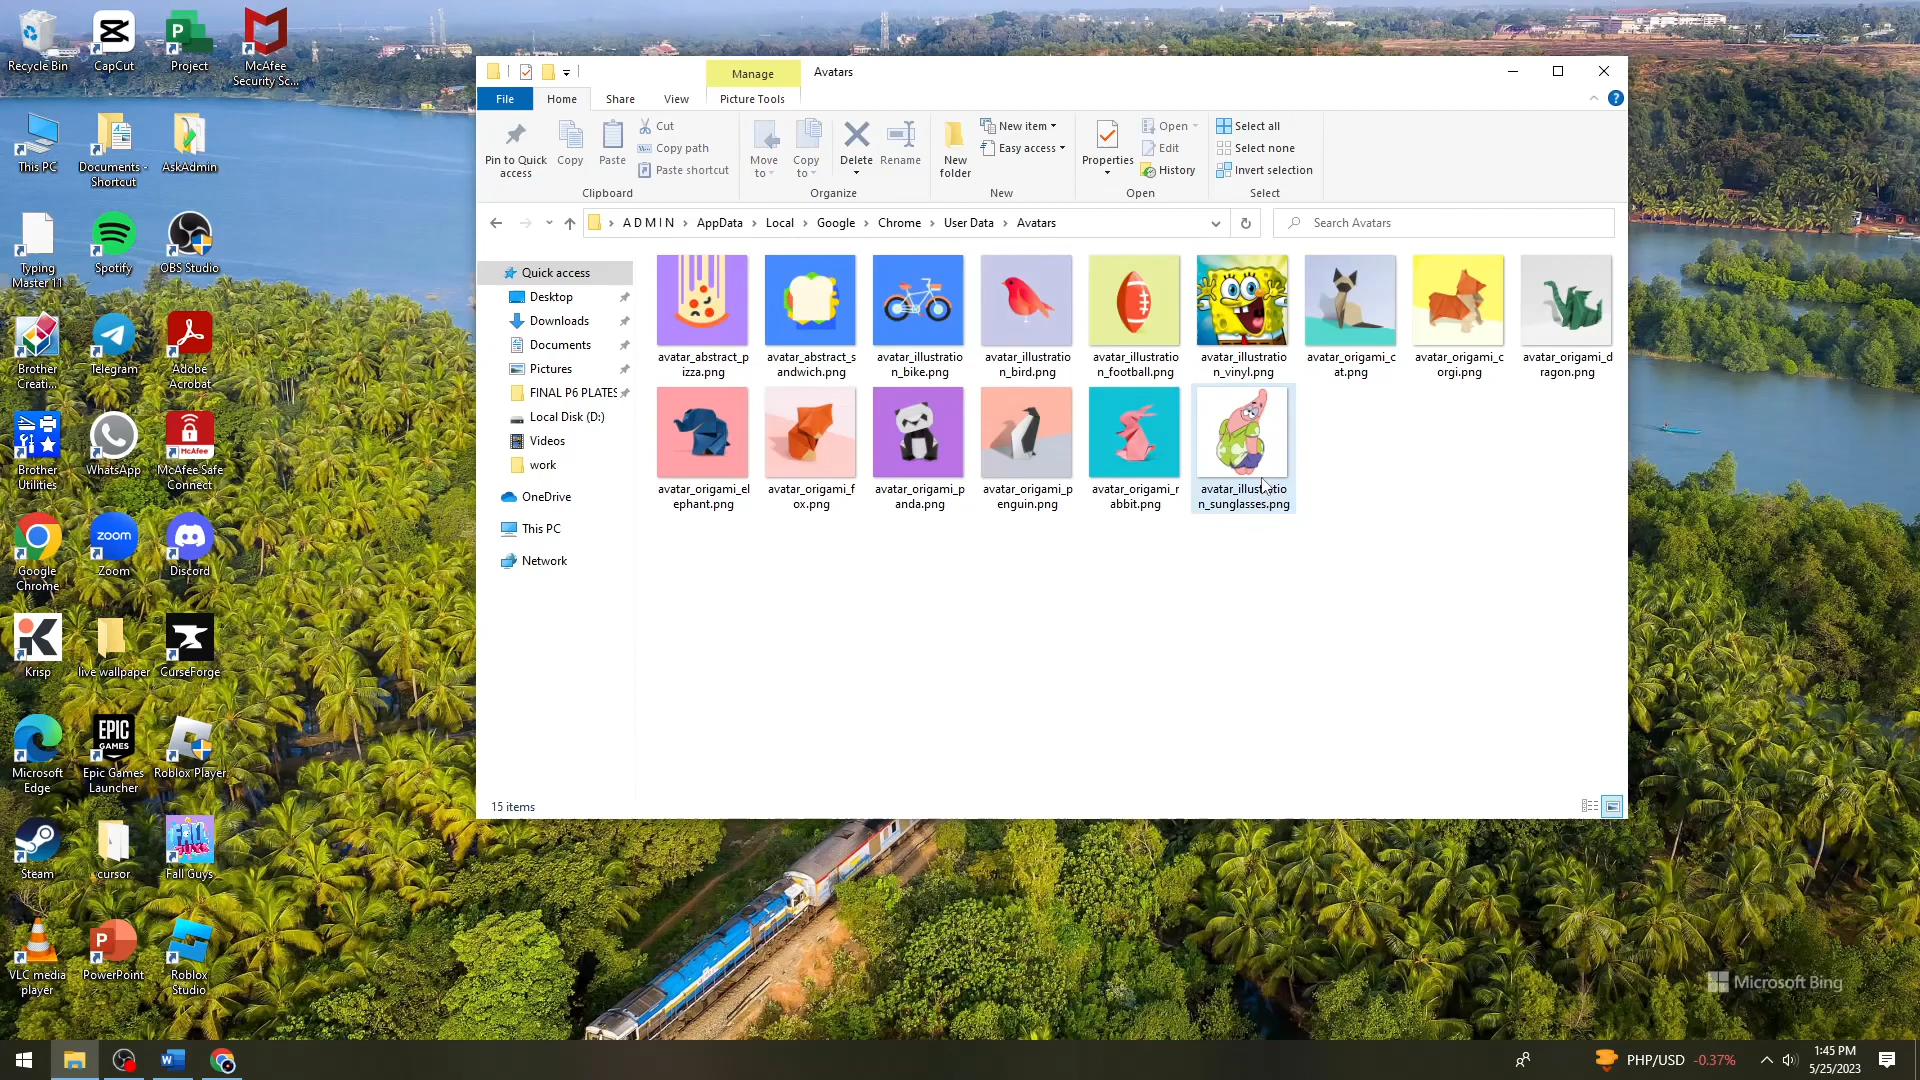 Manage
Avatars
File
Home
Share
View
Picture Tools
Pin to Quick
access
Copy
Paste
Cut
Copy path
Paste shortcut
Clipboard
Move
to
Copy
to
Delete
Rename
Organize
New
folder
New item
Easy access
New
Properties
Open
Edit
History
Open
Select all
Select none
Invert selection
Select
A D M I N
AppData
Local
Google
Chrome
User Data
Avatars
Search Avatars
Quick access
Desktop
Downloads
Documents
Pictures
FINAL P6 PLATES
Local Disk (D:)
Videos
work
OneDrive
This PC
Network
avatar_abstract_p
izza.png
avatar_abstract_s
andwich.png
avatar_illustratio
n_bike.png
avatar_illustratio
n_bird.png
avatar_illustratio
n_football.png
avatar_illustratio
n_vinyl.png
avatar_origami_c
at.png
avatar_origami_c
orgi.png
avatar_origami_d
ragon.png
avatar_origami_el
ephant.png
avatar_origami_f
ox.png
avatar_origami_p
anda.png
avatar_origami_p
enguin.png
avatar_origami_r
abbit.png
avatar_illustratio
n_sunglasses.png
15 items
Recycle Bin
CapCut
Project
McAfee
Security Sc...
This PC
Documents -
Shortcut
AskAdmin
Typing
Master 11
Spotify
OBS Studio
Brother
Creati...
Telegram
Adobe
Acrobat
Brother
Utilities
WhatsApp
McAfee
McAfee Safe
Connect
Google
Chrome
zoom
Zoom
Discord
Krisp
live wallpaper
CurseForge
Microsoft
Edge
EPIC
GAMES
Epic Games
Launcher
Roblox Player
Steam
cursor
Fall Guys
VLC media
player
PowerPoint
Roblox
Studio
Microsoft Bing
PHP/USD -0.37%
1:45 PM
5/25/2023